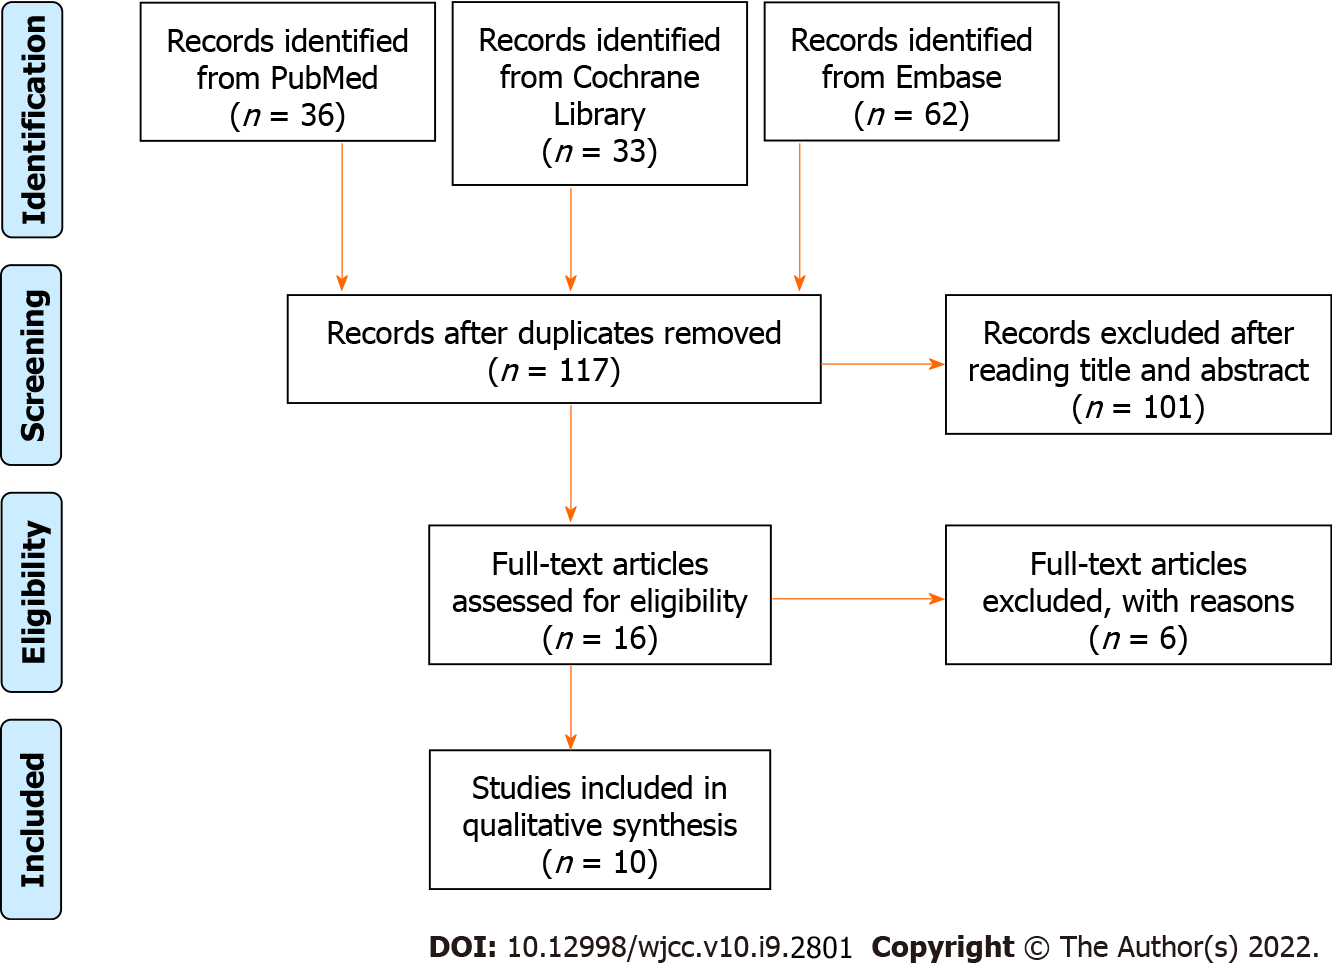 Identification
Records identified
from PubMed
(n = 36)
Records identified
from Cochrane
Library
(n = 33)
Records identified
from Embase
(n = 62)
Screening
Records after duplicates removed
(n = 117)
Records excluded after
reading title and abstract
(n = 101)
Eligibility
Full-text articles
assessed for eligibility
(n = 16)
Full-text articles
excluded, with reasons
(n = 6)
Included
Studies included in
qualitative synthesis
(n = 10)
DOI: 10.12998/wjcc.v10.i9.2801 Copyright © The Author(s) 2022.